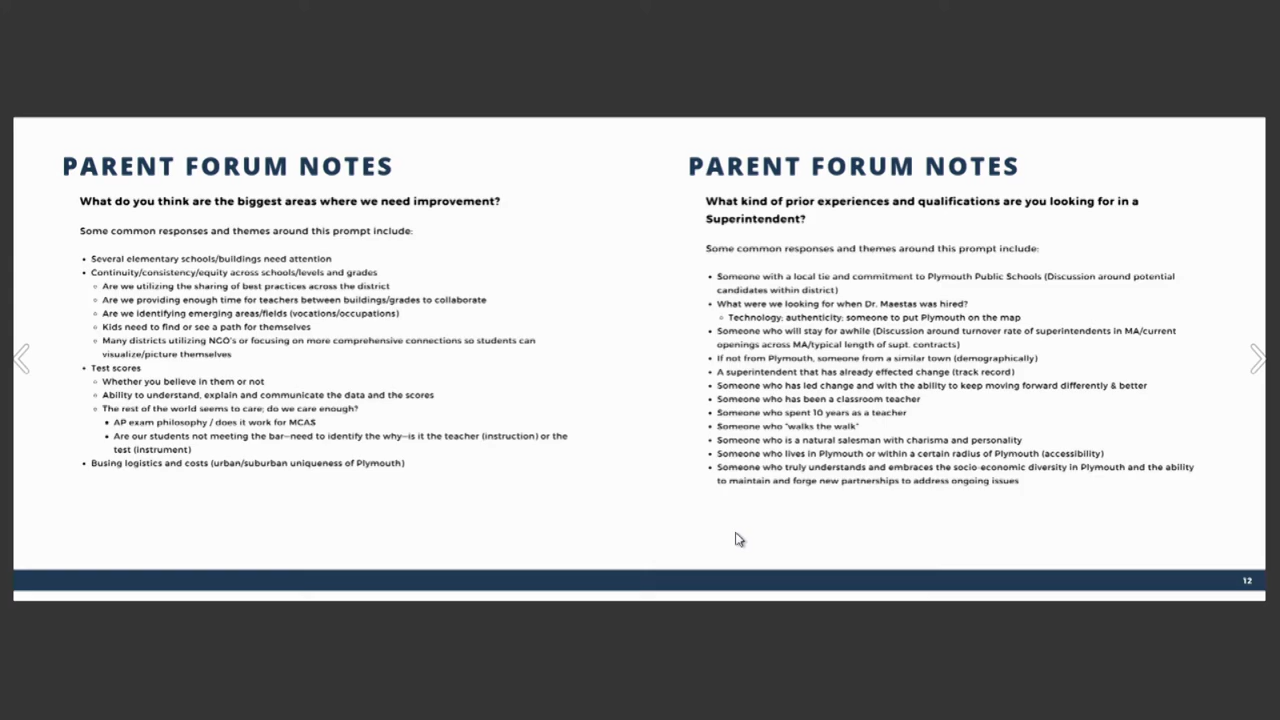 PARENT FORUM NOTES
What do you think are the biggest areas where we need improvement?
Some common responses and themes around this prompt include:
• Several elementary schools/buildings need attention
• Continuity/consistency/equity across schools/levels and grades
◦ Are we utilizing the sharing of best practices across the district
◦ Are we providing enough time for teachers between buildings/grades to collaborate
◦ Are we identifying emerging areas/fields (vocations/occupations)
◦ Kids need to find or see a path for themselves
◦ Many districts utilizing NGO's or focusing on more comprehensive connections so students can
visualize/picture themselves
• Test scores
◦ Whether you believe in them or not
◦ Ability to understand, explain and communicate the data and the scores
◦ The rest of the world seems to care; do we care enough?
▪ AP exam philosophy / does it work for MCAS
▪ Are our students not meeting the bar—need to identify the why—is it the teacher (instruction) or the
test (instrument)
• Busing logistics and costs (urban/suburban uniqueness of Plymouth)
PARENT FORUM NOTES
What kind of prior experiences and qualifications are you looking for in a
Superintendent?
Some common responses and themes around this prompt include:
• Someone with a local tie and commitment to Plymouth Public Schools (Discussion around potential
candidates within district)
• What were we looking for when Dr. Maestas was hired?
◦ Technology; authenticity; someone to put Plymouth on the map
• Someone who will stay for awhile (Discussion around turnover rate of superintendents in MA/current
openings across MA/typical length of supt. contracts)
• If not from Plymouth, someone from a similar town (demographically)
• A superintendent that has already effected change (track record)
• Someone who has led change and with the ability to keep moving forward differently & better
• Someone who has been a classroom teacher
• Someone who spent 10 years as a teacher
• Someone who "walks the walk"
• Someone who is a natural salesman with charisma and personality
• Someone who lives in Plymouth or within a certain radius of Plymouth (accessibility)
• Someone who truly understands and embraces the socio-economic diversity in Plymouth and the ability
to maintain and forge new partnerships to address ongoing issues
12